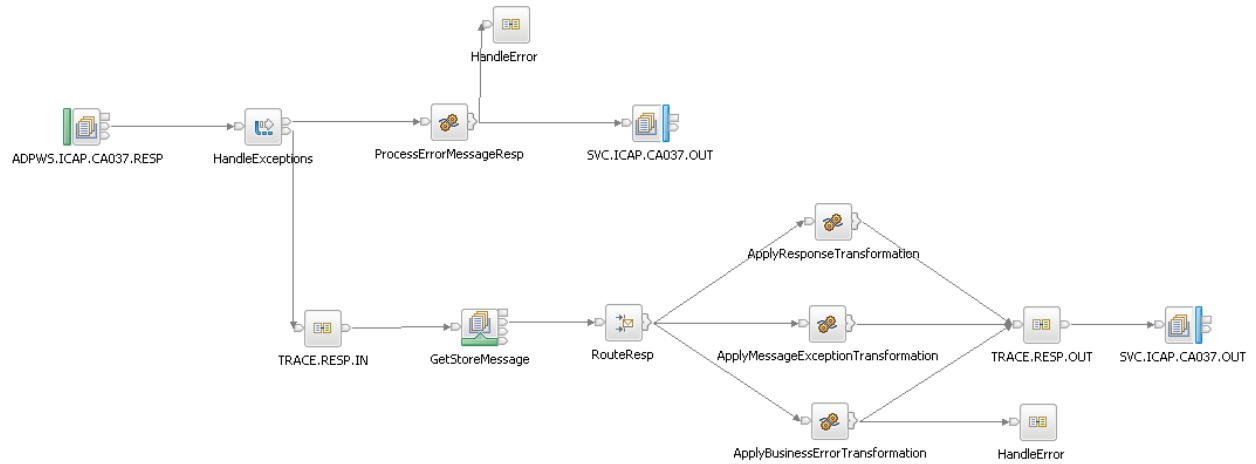 HandleError
ADPWS.ICAP.CA037.RESP
HandleExceptions
ProcessErrorMessageResp
SVC.ICAP.CA037.OUT
ApplyResponseTransformation
TRACE.RESP.IN
GetStoreMessage
RouteResp
ApplyMessageExceptionTransformation
TRACE.RESP.OUT
SVC.ICAP.CA037.OUT
ApplyBusinessErrorTransformation
HandleError